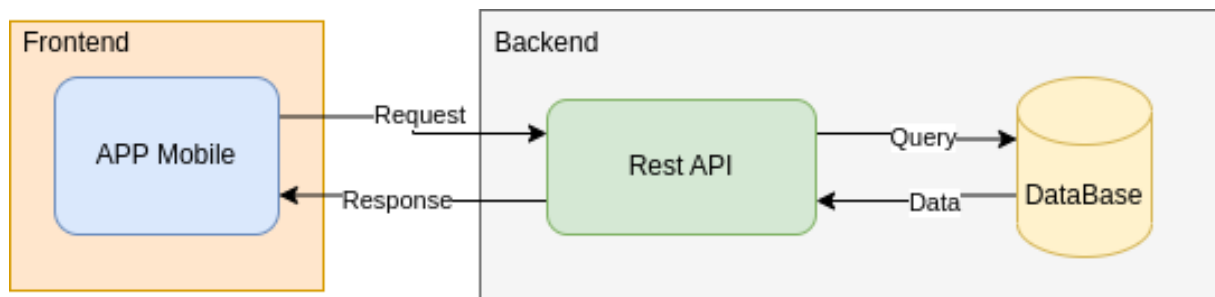 Frontend
Backend
APP Mobile
Request
Response
Rest API
Query
Data
DataBase